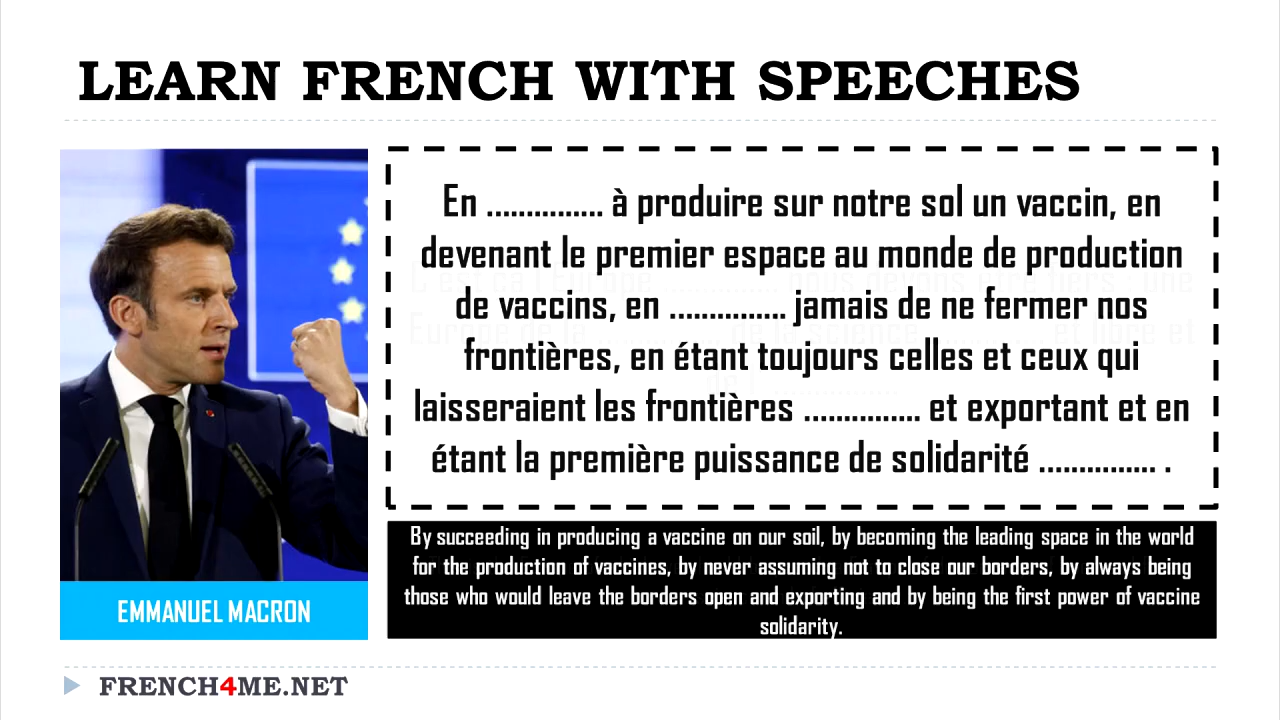 LEARN FRENCH WITH SPEECHES
En ............... à produire sur notre sol un vaccin, en
devenant le premier espace au monde de production
de vaccins, en ............... jamais de ne fermer nos
frontières, en étant toujours celles et ceux qui
laisseraient les frontières ............... et exportant et en
étant la première puissance de solidarité ............... .
By succeeding in producing a vaccine on our soil, by becoming the leading space in the world
for the production of vaccines, by never assuming not to close our borders, by always being
those who would leave the borders open and exporting and by being the first power of vaccine
solidarity.
EMMANUEL MACRON
FRENCH4ME.NET